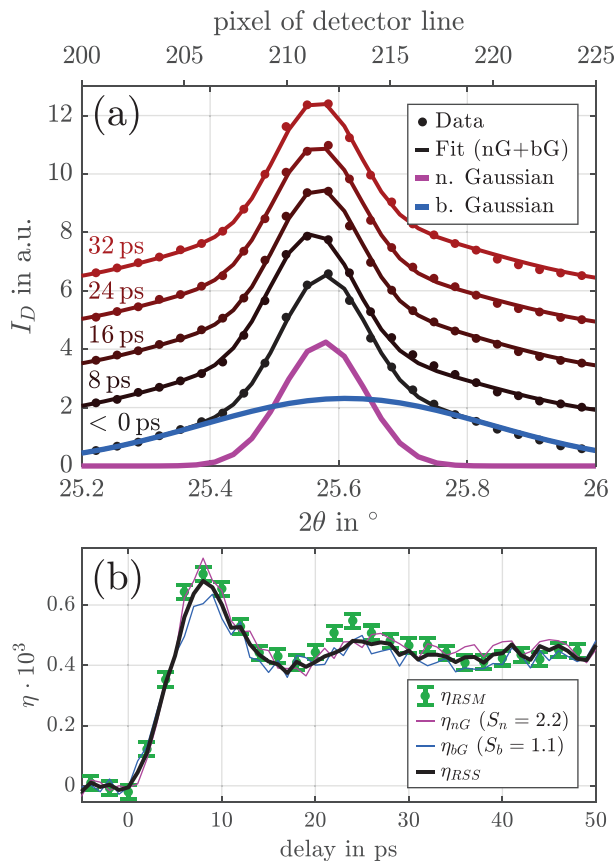 pixel of detector line
200 205 210 215 220 225
(a)
Data
Fit (nG+bG)
n. Gaussian
b. Gaussian
12
10
8
6
4
2
0
I_D in a.u.
32 ps
24 ps
16 ps
8 ps
< 0 ps
25.2 25.4 25.6 25.8 26
2θ in °
(b)
0.6
0.4
0.2
0
η · 10³
η_RSM
η_nG (S_n = 2.2)
η_bG (S_b = 1.1)
η_RSS
0 10 20 30 40 50
delay in ps